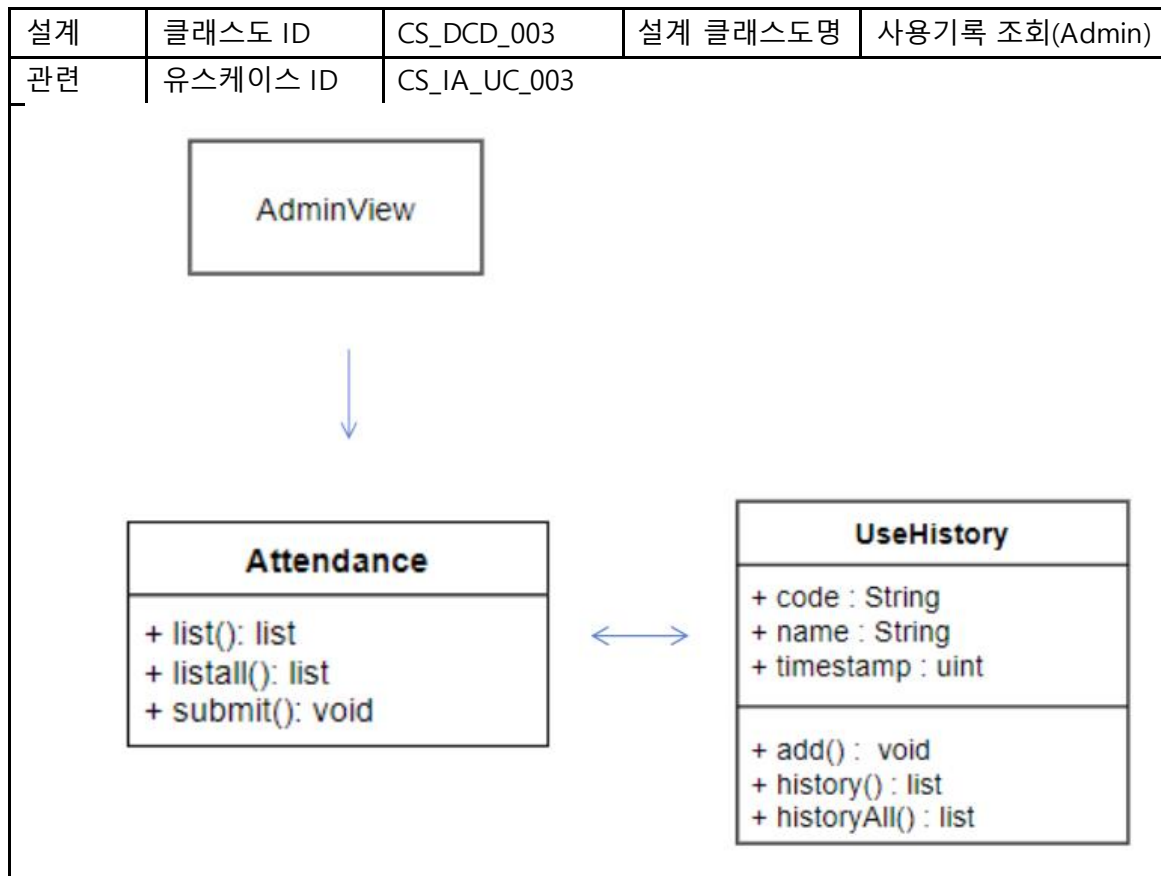 설계 클래스도 ID CS_DCD_003 설계 클래스도명 사용기록 조회(Admin)
관련 유스케이스 ID CS_IA_UC_003
AdminView
Attendance
+ list(): list
+ listall(): list
+ submit(): void
UseHistory
+ code : String
+ name : String
+ timestamp : uint
+ add() : void
+ history() : list
+ historyAll() : list